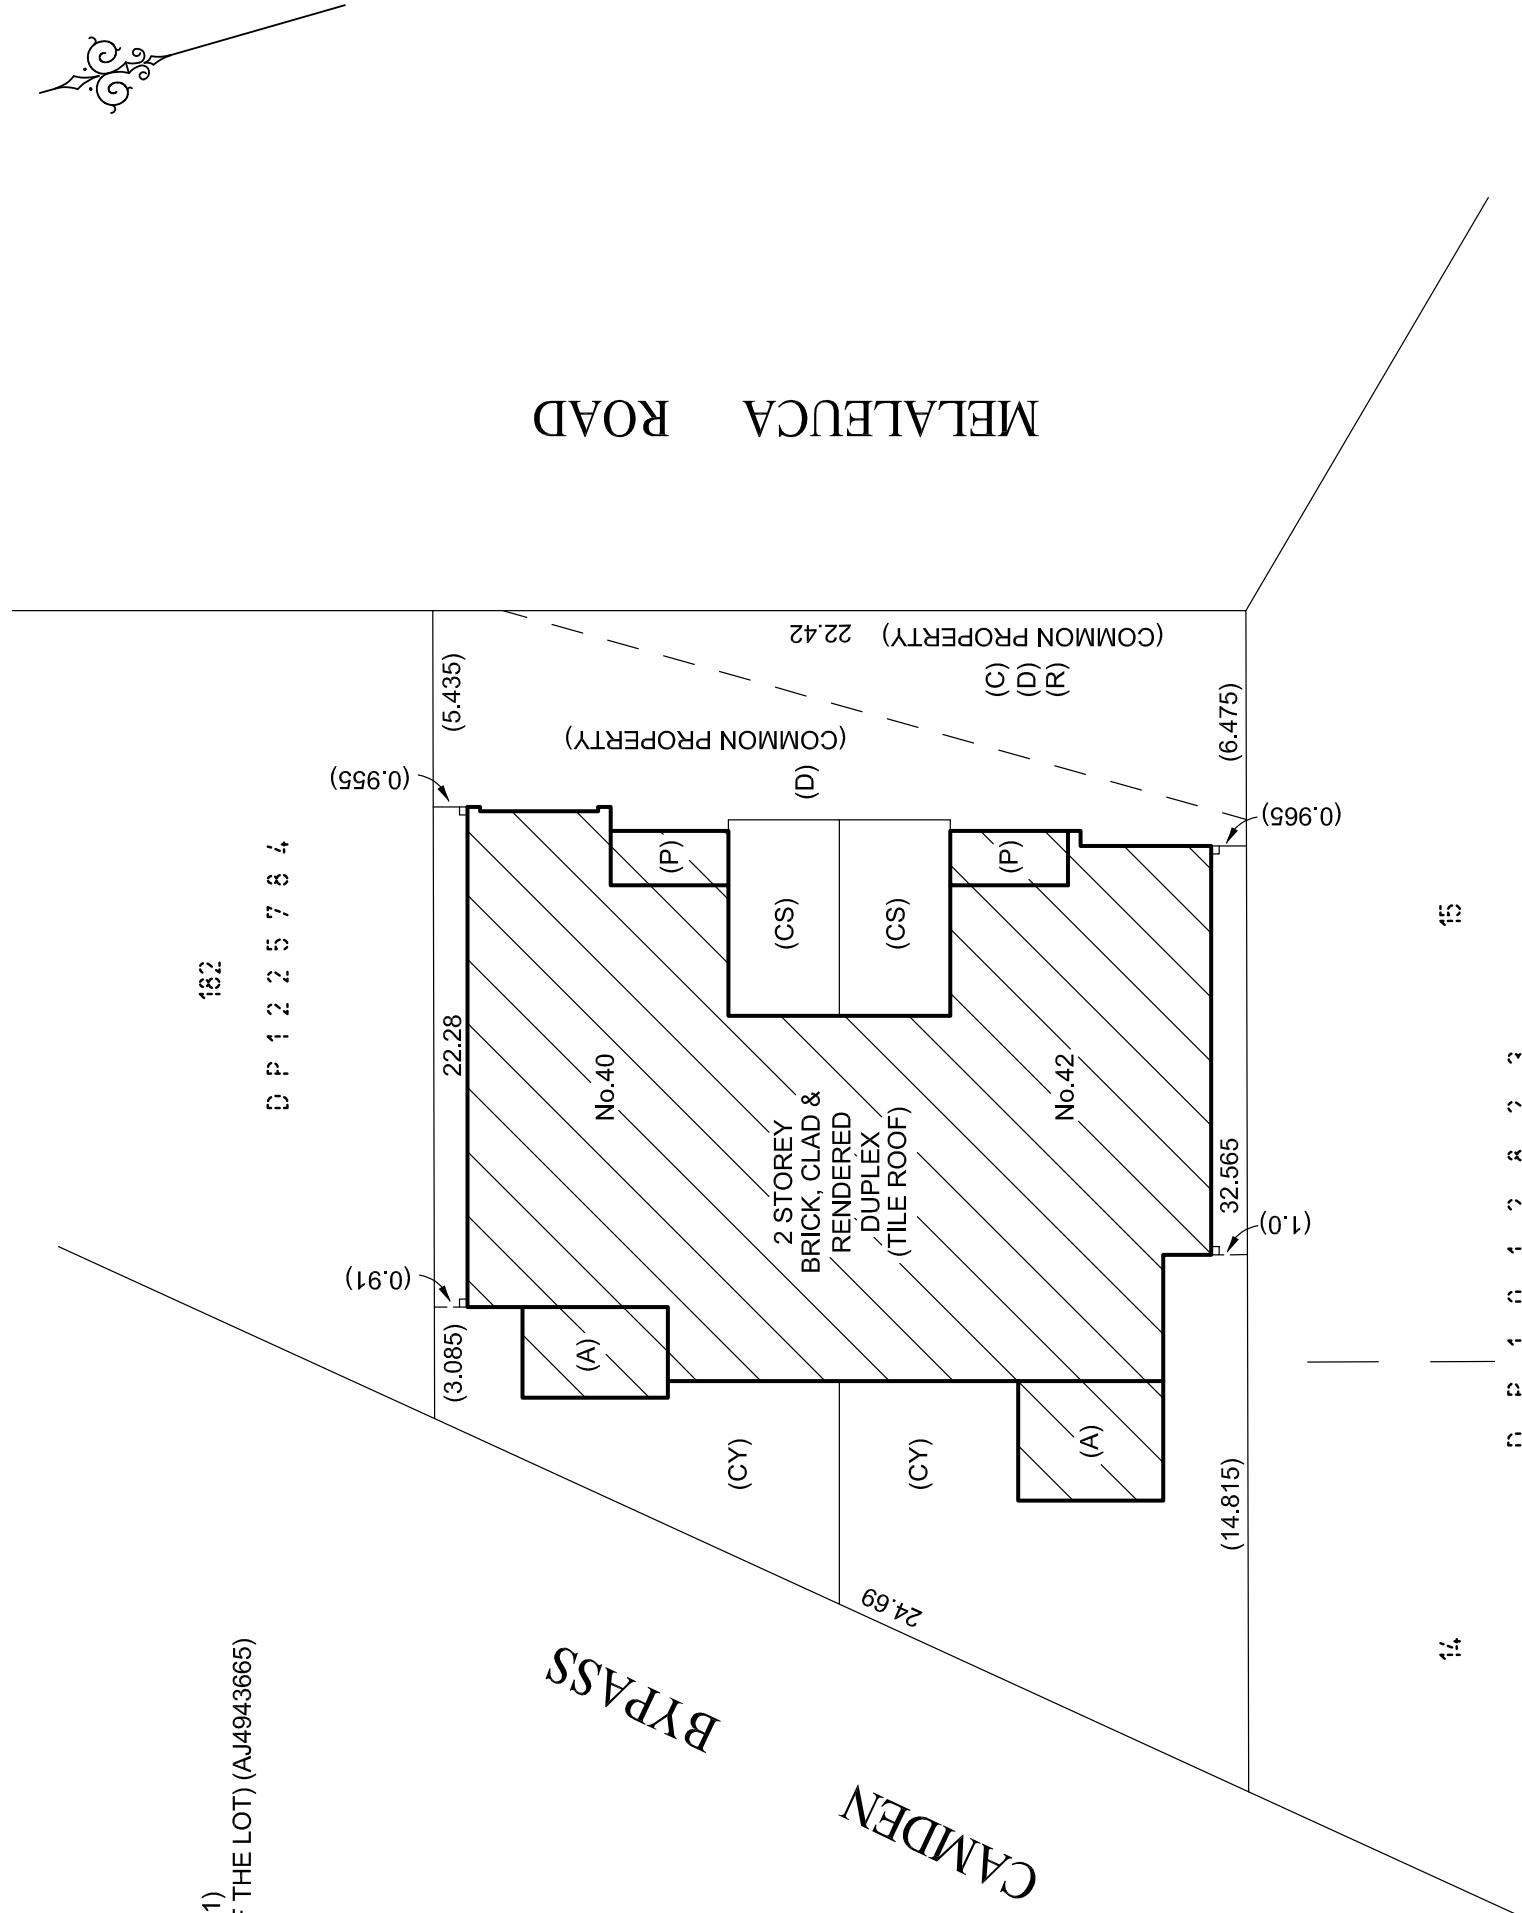 MELALEUCA ROAD
22.42
(COMMON PROPERTY)
(C)
(D)
(R)
(5.435)
(6.475)
(COMMON PROPERTY)
(D)
(0.955)
(0.965)
(P)
(P)
(CS)
(CS)
182
DP1225784
15
22.28
No.40
No.42
2 STOREY
BRICK, CLAD &
RENDERED
DUPLEX
(TILE ROOF)
32.565
(1.0)
(0.91)
(3.085)
(A)
(A)
(CY)
(CY)
(14.815)
24.69
14
CAMDEN BYPASS
1)
THE LOT) (AJ4943665)